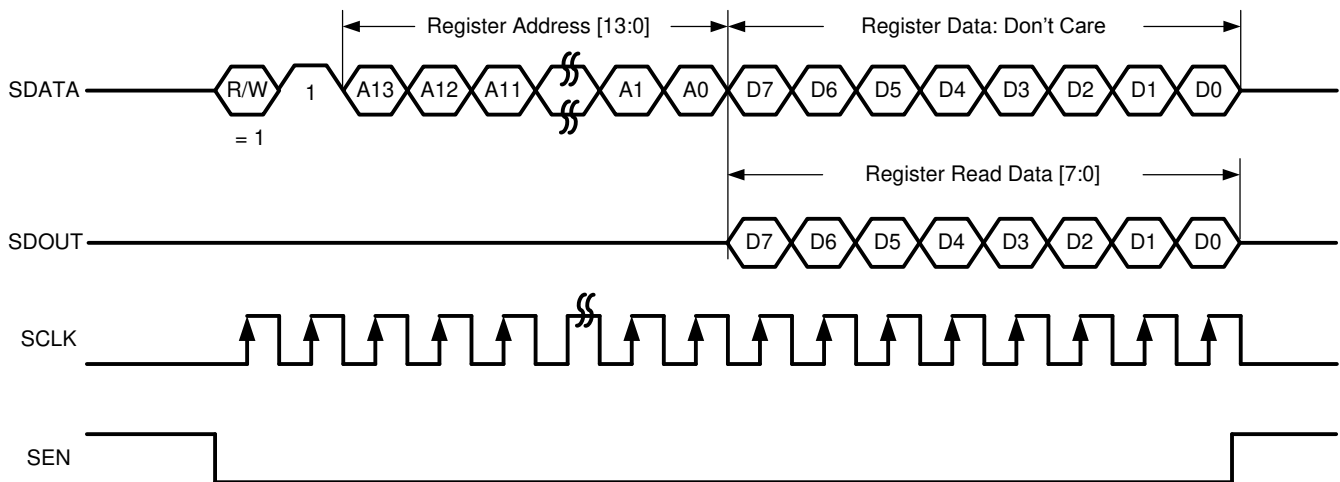 Register Address [13:0] Register Data: Don't Care
SDATA R/W 1 A13 A12 A11 A1 A0 D7 D6 D5 D4 D3 D2 D1 D0
= 1
Register Read Data [7:0]
SDOUT D7 D6 D5 D4 D3 D2 D1 D0
SCLK
SEN